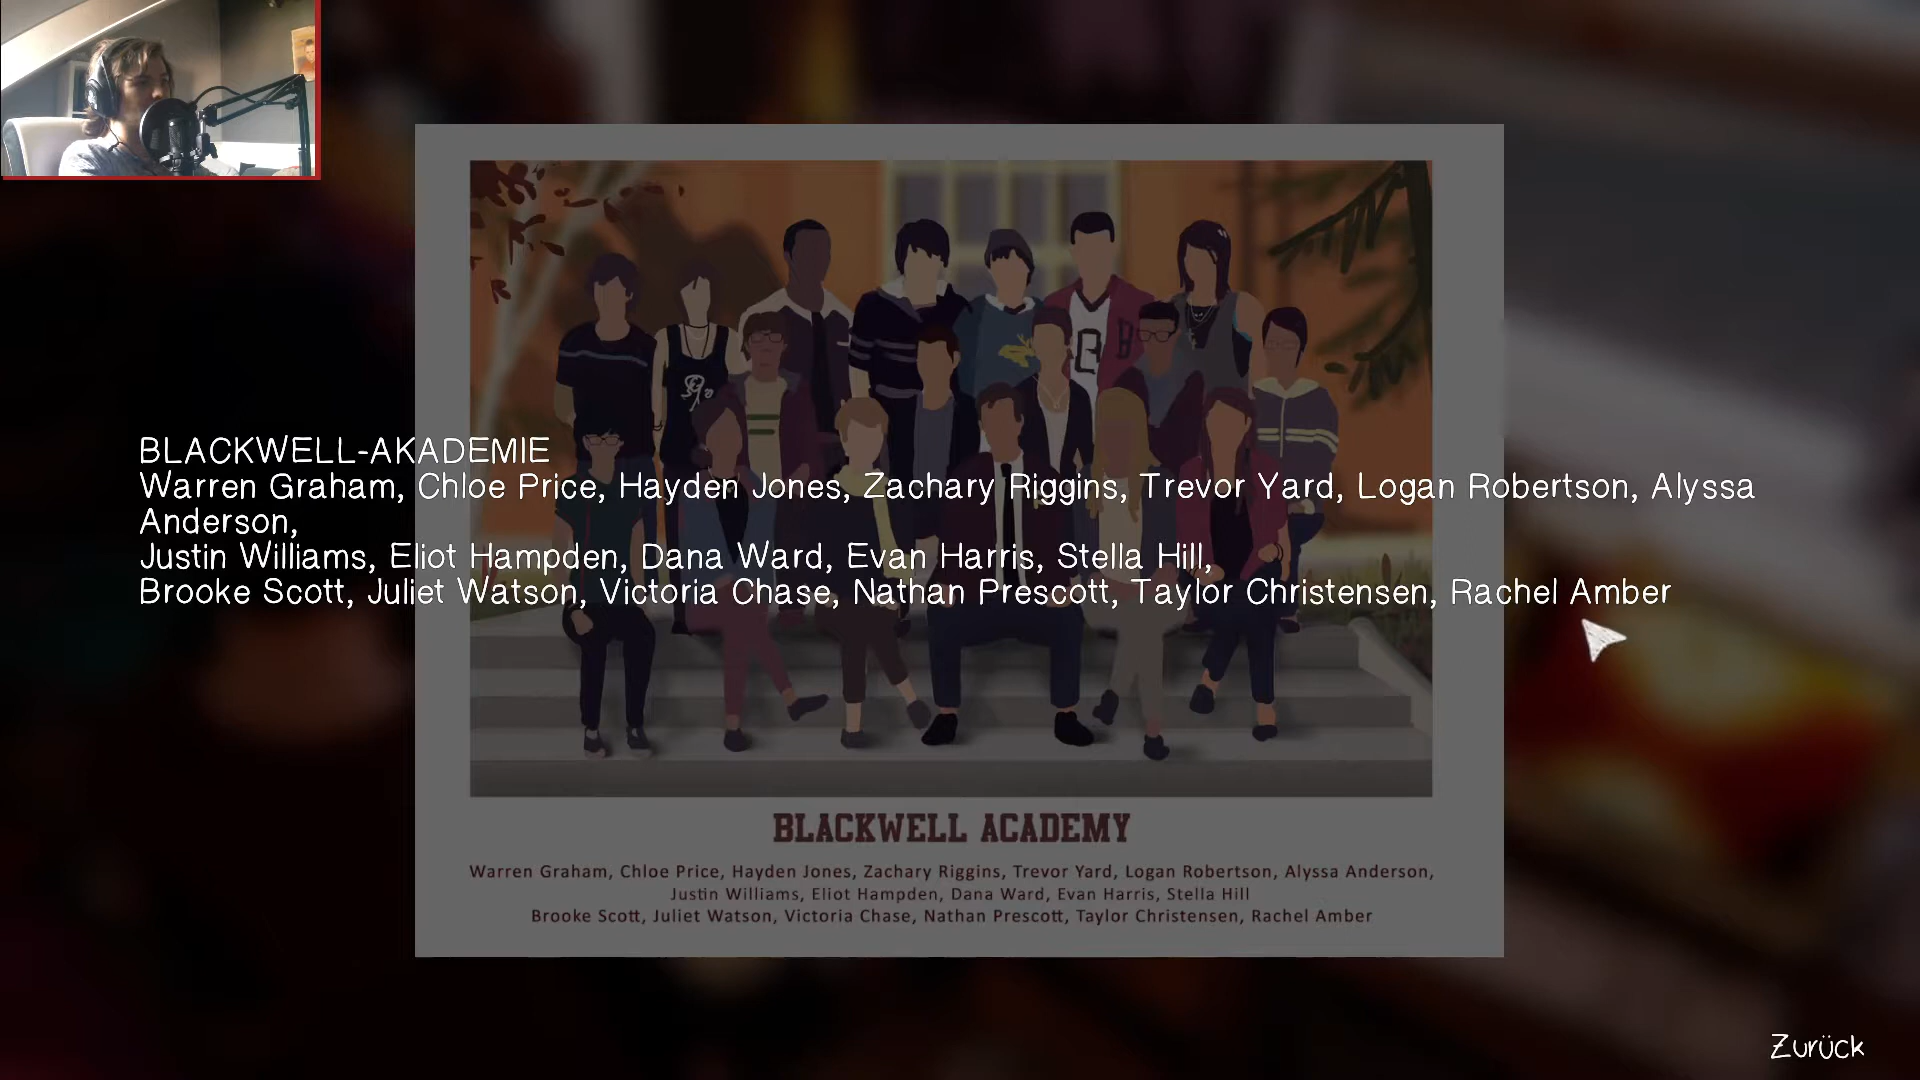 BLACKWELL-AKADEMIE
Warren Graham, Chloe Price, Hayden Jones, Zachary Riggins, Trevor Yard, Logan Robertson, Alyssa
Anderson,
Justin Williams, Eliot Hampden, Dana Ward, Evan Harris, Stella Hill,
Brooke Scott, Juliet Watson, Victoria Chase, Nathan Prescott, Taylor Christensen, Rachel Amber
BLACKWELL ACADEMY
Warren Graham, Chloe Price, Hayden Jones, Zachary Riggins, Trevor Yard, Logan Robertson, Alyssa Anderson,
Justin Williams, Eliot Hampden, Dana Ward, Evan Harris, Stella Hill
Brooke Scott, Juliet Watson, Victoria Chase, Nathan Prescott, Taylor Christensen, Rachel Amber
Zurück